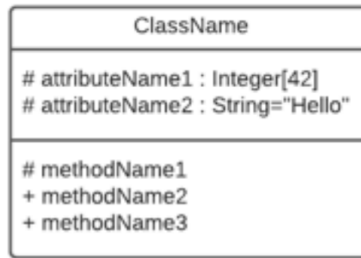 ClassName
# attributeName1 : Integer[42]
# attributeName2 : String="Hello"
# methodName1
+ methodName2
+ methodName3